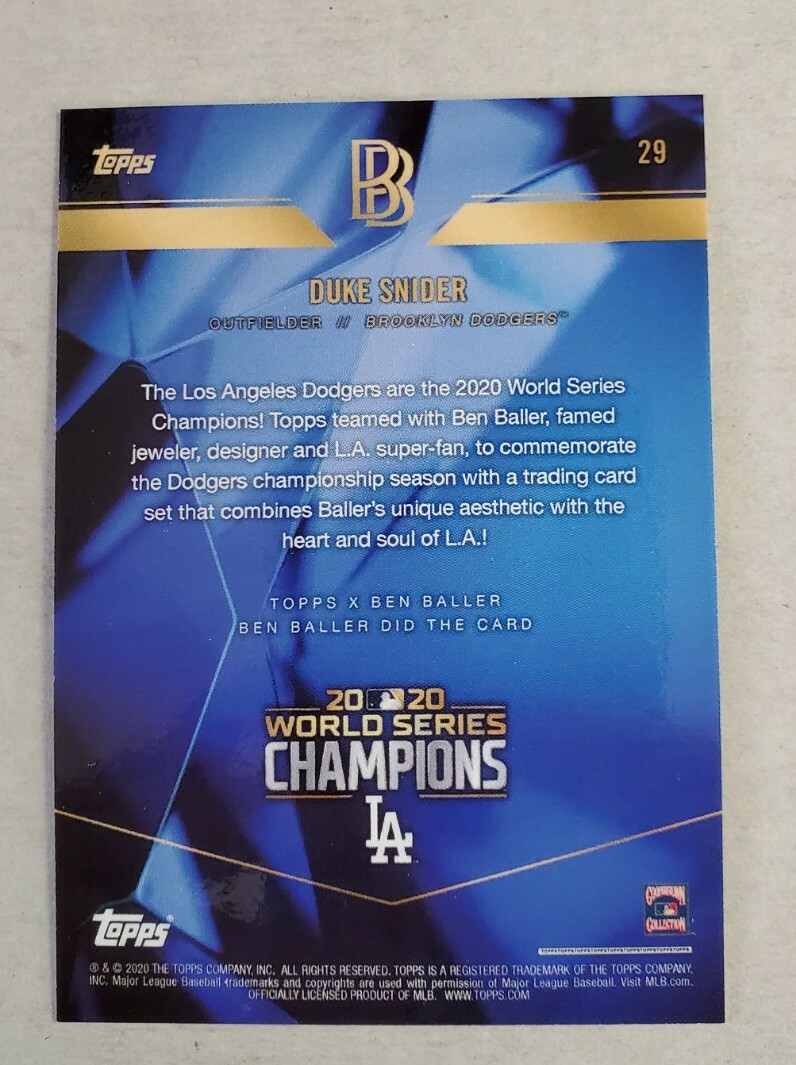 Topps
BB
29
DUKE SNIDER
OUTFIELDER // BROOKLYN DODGERS™
The Los Angeles Dodgers are the 2020 World Series
Champions! Topps teamed with Ben Baller, famed
jeweler, designer and L.A. super-fan, to commemorate
the Dodgers championship season with a trading card
set that combines Baller's unique aesthetic with the
heart and soul of L.A.!
TOPPS X BEN BALLER
BEN BALLER DID THE CARD
2020
WORLD SERIES
CHAMPIONS
LA
Topps®
COOPERSTOWN
COLLECTION
TOPPSTOPPSTOPPSTOPPSTOPPSTOPPSTOPPSTOPPSTOPPS
® & © 2020 THE TOPPS COMPANY, INC. ALL RIGHTS RESERVED. TOPPS IS A REGISTERED TRADEMARK OF THE TOPPS COMPANY,
INC. Major League Baseball trademarks and copyrights are used with permission of Major League Baseball. Visit MLB.com.
OFFICIALLY LICENSED PRODUCT OF MLB. WWW.TOPPS.COM